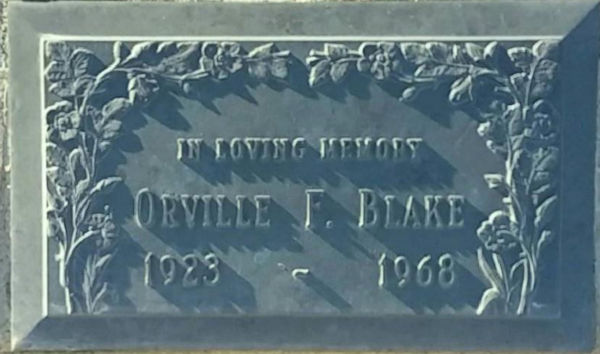 IN LOVING MEMORY
ORVILLE F. BLAKE
1923 ~ 1968